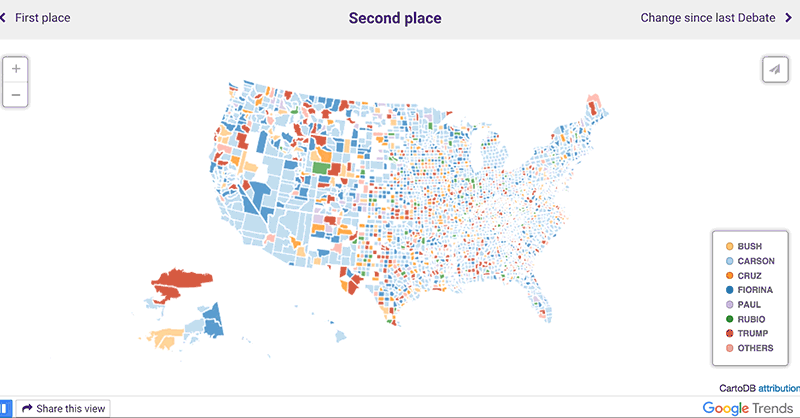 First place
Second place
Change since last Debate
+
−
BUSH
CARSON
CRUZ
FIORINA
PAUL
RUBIO
TRUMP
OTHERS
CartoDB attribution
Share this view
Google Trends